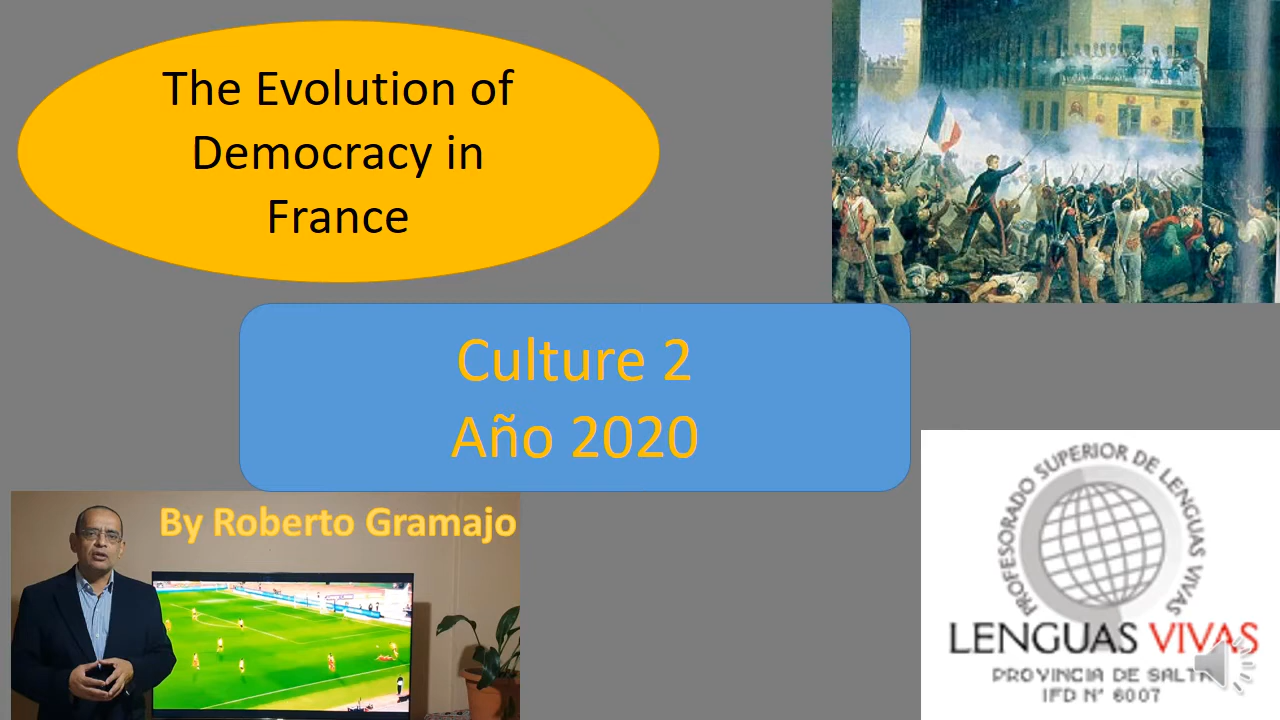 The Evolution of
Democracy in
France
Culture 2
Año 2020
By Roberto Gramajo
PROFESORADO SUPERIOR DE LENGUAS VIVAS
LENGUAS VIVAS
PROVINCIA DE SALTA
IFD N° 6007